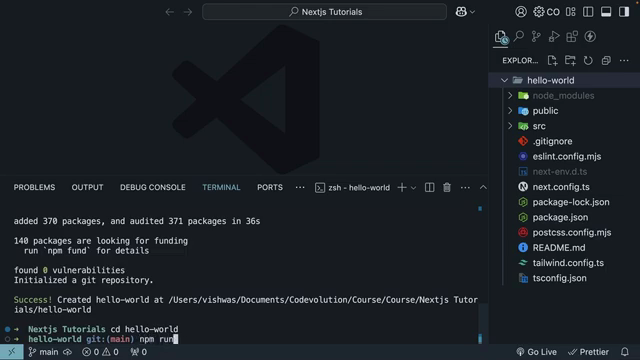 Nextjs Tutorials
CO
EXPLOR...
hello-world
node_modules
public
src
.gitignore
eslint.config.mjs
next-env.d.ts
next.config.ts
package-lock.json
package.json
postcss.config.mjs
README.md
tailwind.config.ts
tsconfig.json
PROBLEMS OUTPUT DEBUG CONSOLE TERMINAL PORTS ... zsh - hello-world
added 370 packages, and audited 371 packages in 36s
140 packages are looking for funding
run `npm fund` for details
found 0 vulnerabilities
Initialized a git repository.
Success! Created hello-world at /Users/vishwas/Documents/Codevolution/Course/Course/Nextjs Tutor
ials/hello-world
➜ Nextjs Tutorials cd hello-world
➜ hello-world git:(main) npm run
main 0 0 0 Go Live Prettier